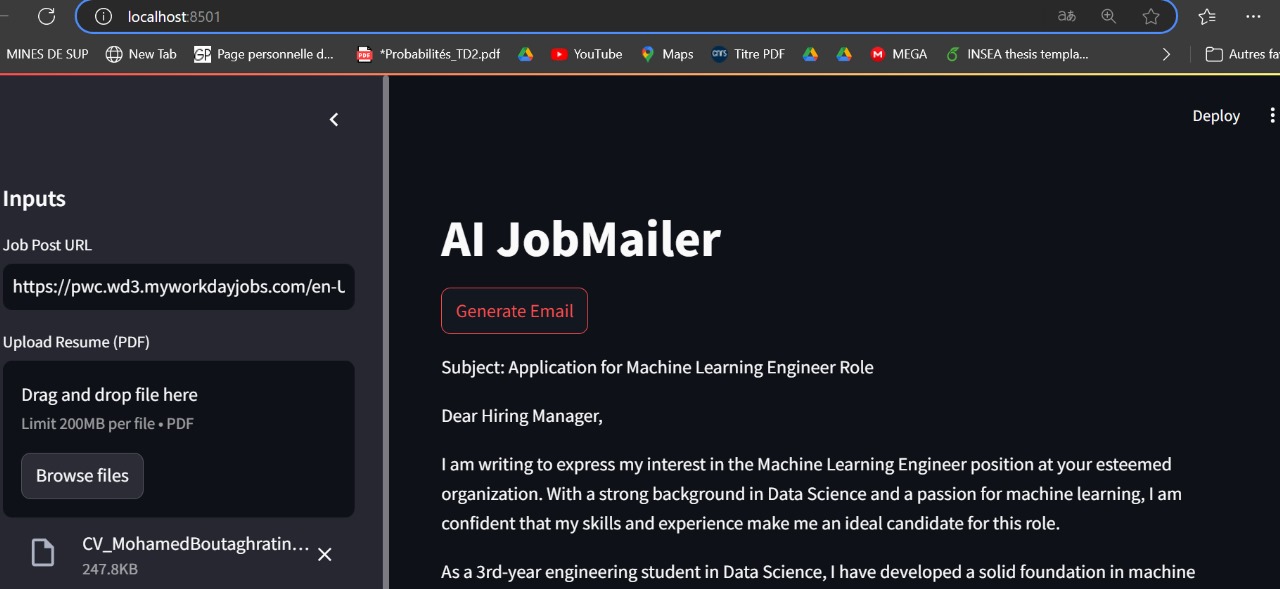 localhost:8501
aあ
MINES DE SUP
New Tab
GP Page personnelle d...
PDF *Probabilités_TD2.pdf
YouTube
Maps
cnrs Titre PDF
M MEGA
INSEA thesis templa...
Autres fa
Deploy
Inputs
Job Post URL
https://pwc.wd3.myworkdayjobs.com/en-U
Upload Resume (PDF)
Drag and drop file here
Limit 200MB per file • PDF
Browse files
CV_MohamedBoutaghratin...
247.8KB
AI JobMailer
Generate Email
Subject: Application for Machine Learning Engineer Role
Dear Hiring Manager,
I am writing to express my interest in the Machine Learning Engineer position at your esteemed
organization. With a strong background in Data Science and a passion for machine learning, I am
confident that my skills and experience make me an ideal candidate for this role.
As a 3rd-year engineering student in Data Science, I have developed a solid foundation in machine